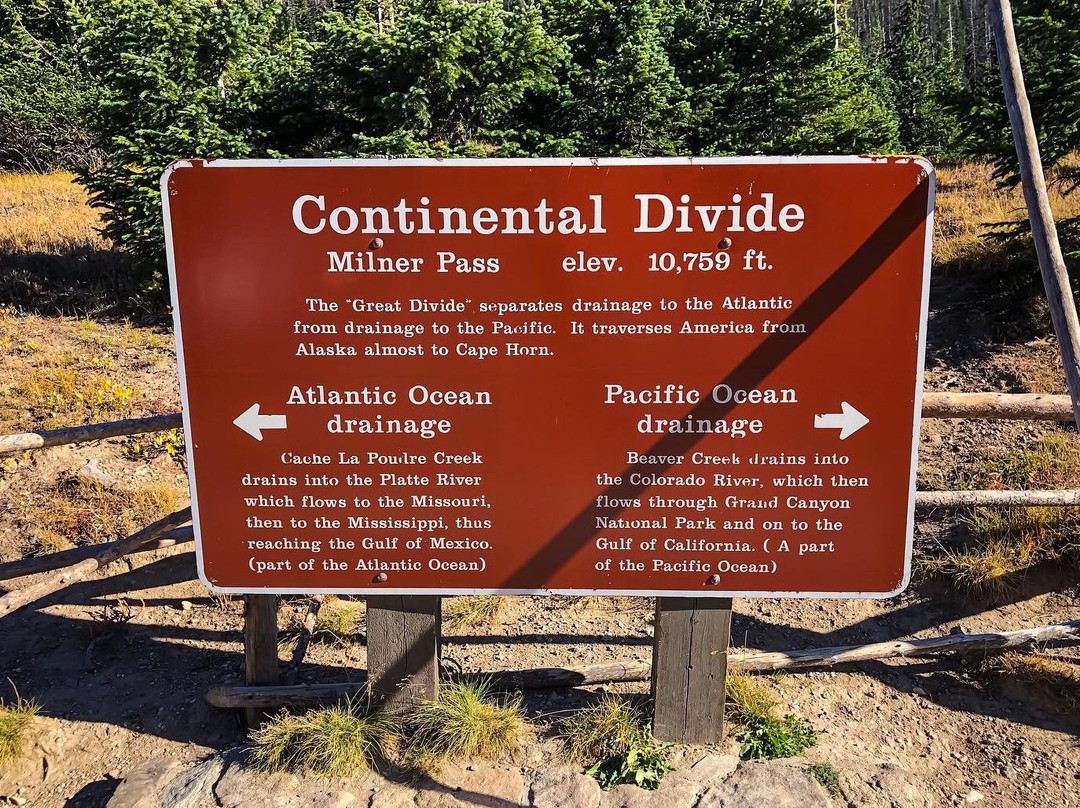 Continental Divide
Milner Pass elev. 10,759 ft.
The "Great Divide" separates drainage to the Atlantic
from drainage to the Pacific. It traverses America from
Alaska almost to Cape Horn.
Atlantic Ocean
drainage
Cache La Poudre Creek
drains into the Platte River
which flows to the Missouri,
then to the Mississippi, thus
reaching the Gulf of Mexico.
(part of the Atlantic Ocean)
Pacific Ocean
drainage
Beaver Creek drains into
the Colorado River, which then
flows through Grand Canyon
National Park and on to the
Gulf of California. ( A part
of the Pacific Ocean)